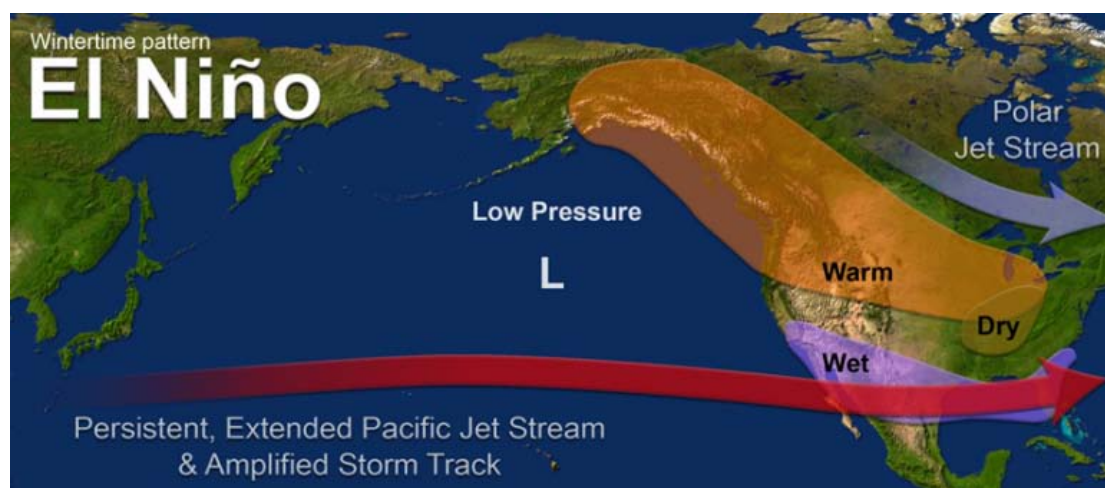 Wintertime pattern
El Niño
Polar
Jet Stream
Low Pressure
L
Warm
Dry
Wet
Persistent, Extended Pacific Jet Stream
& Amplified Storm Track